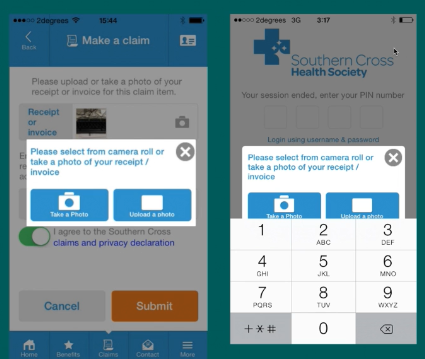 2degrees
15:44
Back
Make a claim
Please upload or take a photo of your
receipt or invoice for this claim item.
Receipt
or
invoice
Please select from camera roll or
take a photo of your receipt /
invoice
Take a Photo
Upload a photo
I agree to the Southern Cross
claims and privacy declaration
Cancel
Submit
Home
Benefits
Claims
Contact
More
2degrees 3G
3:17
Southern Cross
Health Society
Your session ended, enter your PIN number
Login using username & password
Please select from camera roll or
take a photo of your receipt /
invoice
Take a Photo
Upload a photo
1
2 ABC
3 DEF
4 GHI
5 JKL
6 MNO
7 PQRS
8 TUV
9 WXYZ
+ * #
0